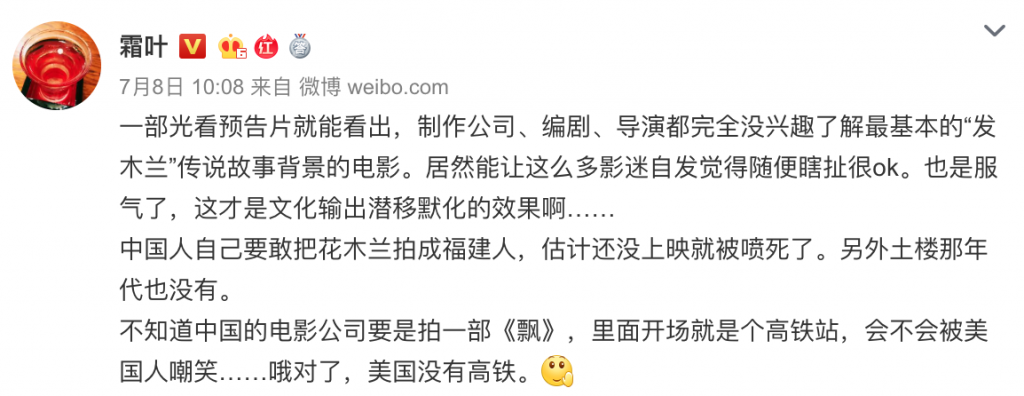 霜叶 V 6 红 答
7月8日 10:08 来自 微博 weibo.com
一部光看预告片就能看出，制作公司、编剧、导演都完全没兴趣了解最基本的“发
木兰”传说故事背景的电影。居然能让这么多影迷自发觉得随便瞎扯很ok。也是服
气了，这才是文化输出潜移默化的效果啊……
中国人自己要敢把花木兰拍成福建人，估计还没上映就被喷死了。另外土楼那年
代也没有。
不知道中国的电影公司要是拍一部《飘》，里面开场就是个高铁站，会不会被美
国人嘲笑……哦对了，美国没有高铁。